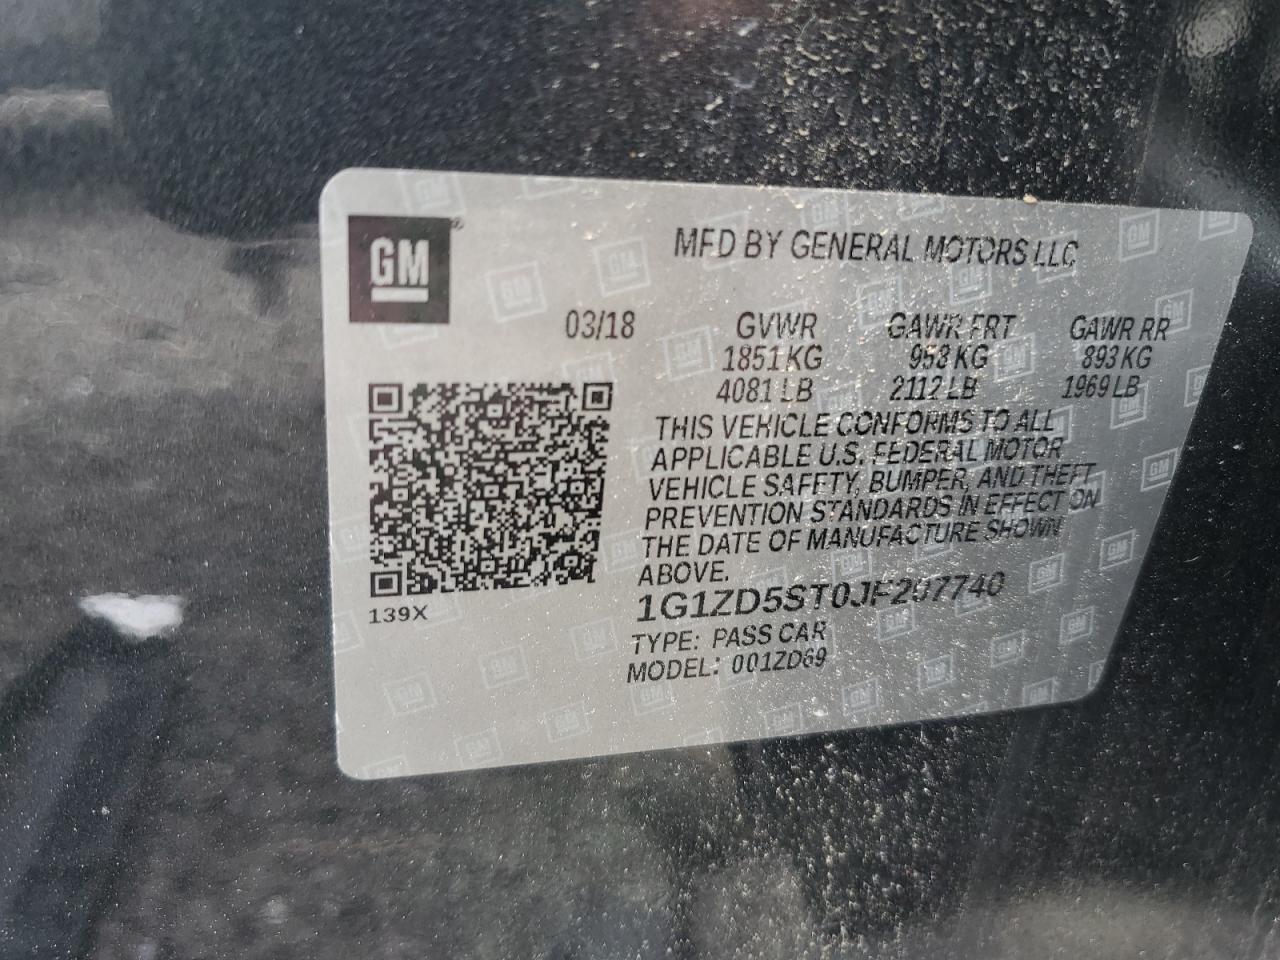 GM
MFD BY GENERAL MOTORS LLC
03/18 GVWR GAWR FRT GAWR RR
1851 KG 958 KG 893 KG
4081 LB 2112 LB 1969 LB
THIS VEHICLE CONFORMS TO ALL
APPLICABLE U.S. FEDERAL MOTOR
VEHICLE SAFETY, BUMPER, AND THEFT
PREVENTION STANDARDS IN EFFECT ON
THE DATE OF MANUFACTURE SHOWN
ABOVE.
1G1ZD5ST0JF207740
139X
TYPE: PASS CAR
MODEL: 001ZD69